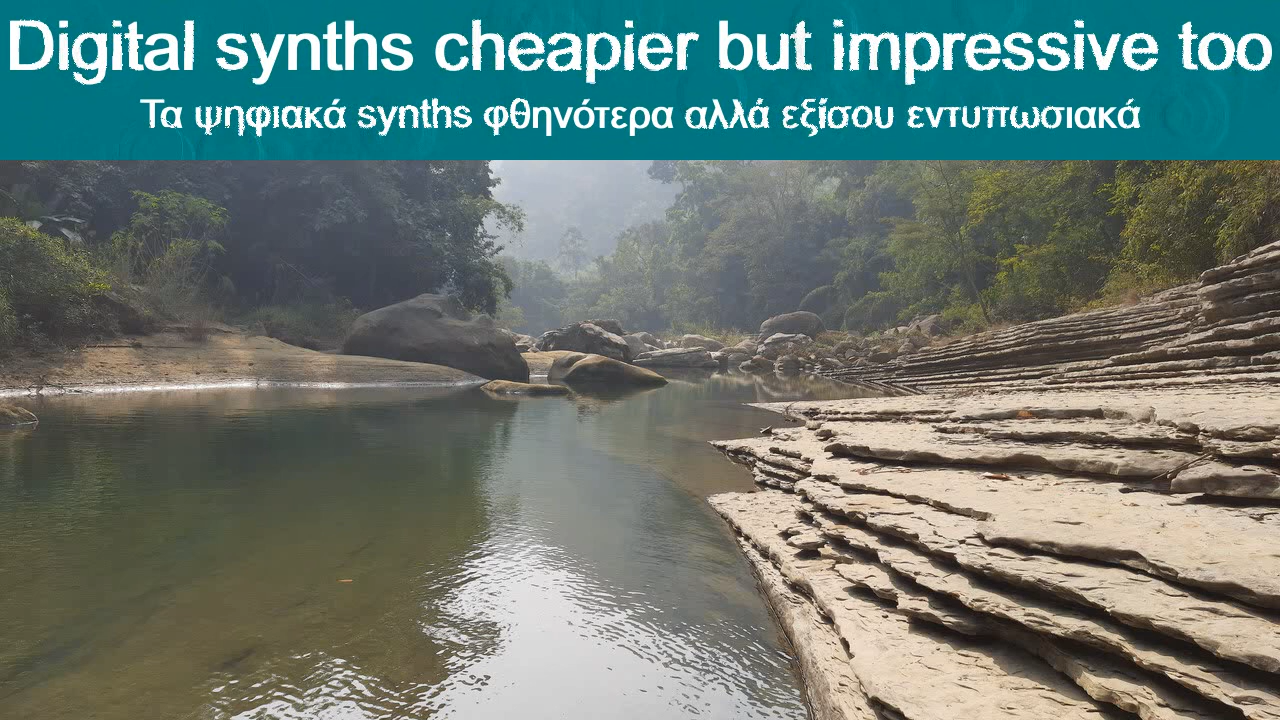 Digital synths cheapier but impressive too
Τα ψηφιακά synths φθηνότερα αλλά εξίσου εντυπωσιακά